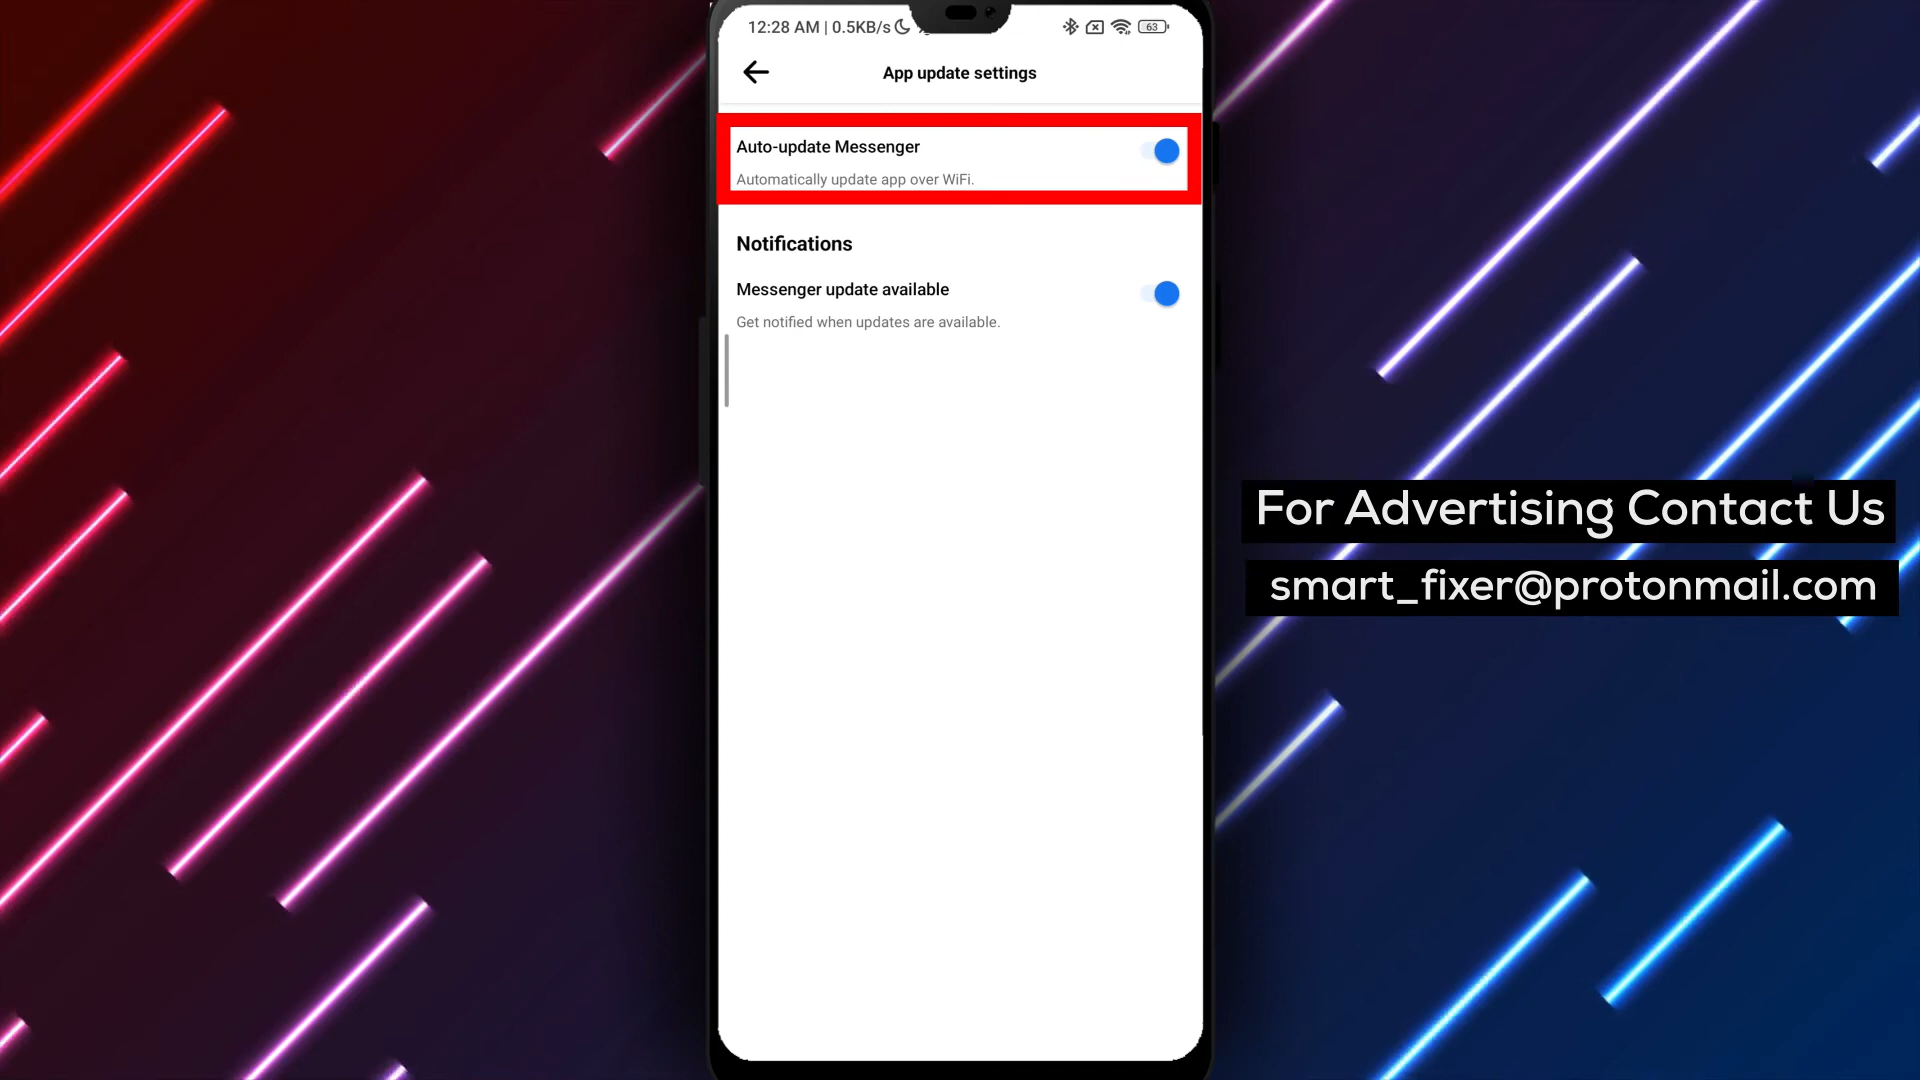 12:28 AM | 0.5KB/s
63
App update settings
Auto-update Messenger
Automatically update app over WiFi.
Notifications
Messenger update available
Get notified when updates are available.
For Advertising Contact Us
smart_fixer@protonmail.com